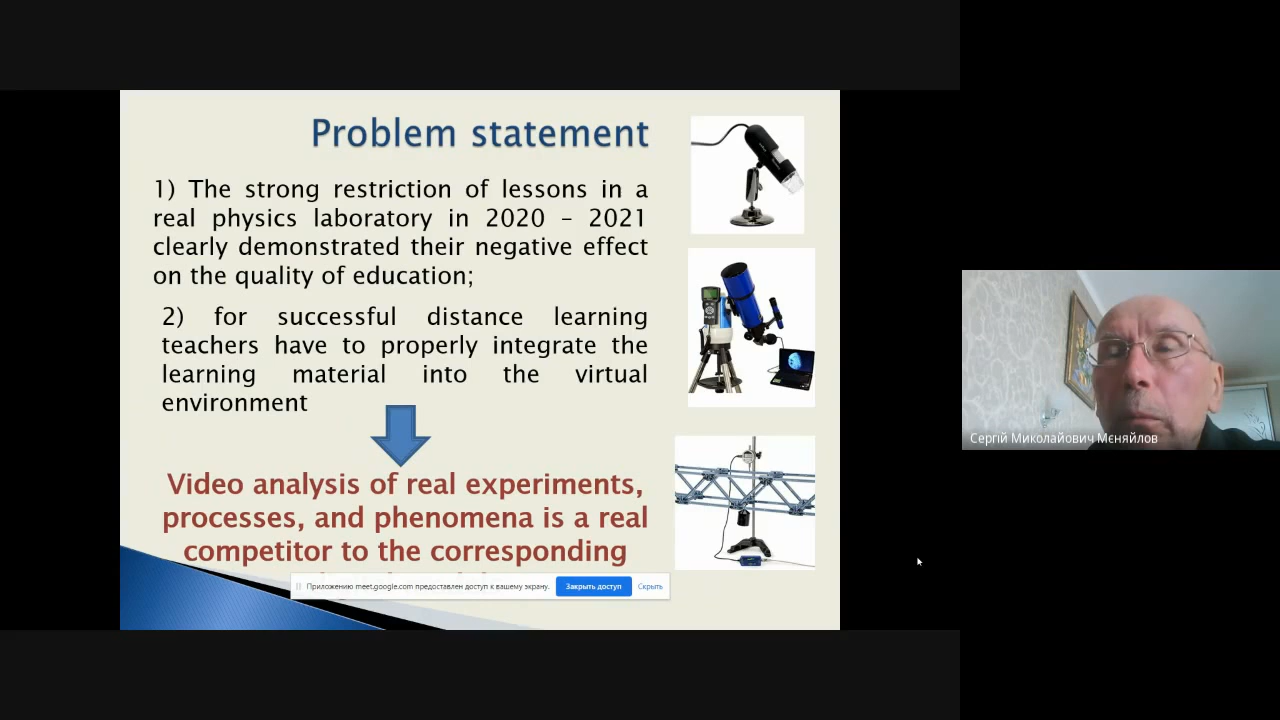 Problem statement
1) The strong restriction of lessons in a
real physics laboratory in 2020 – 2021
clearly demonstrated their negative effect
on the quality of education;
2) for successful distance learning
teachers have to properly integrate the
learning material into the virtual
environment
Video analysis of real experiments,
processes, and phenomena is a real
competitor to the corresponding
Приложению meet.google.com предоставлен доступ к вашему экрану.
Закрыть доступ
Скрыть
Сергій Миколайович Мєняйлов